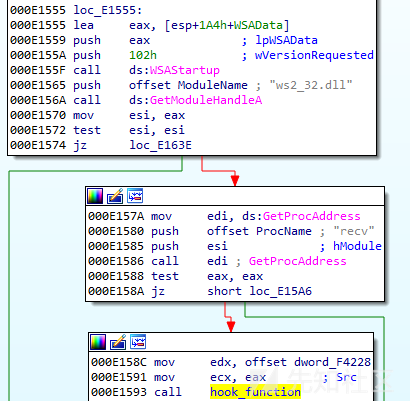 000E1555 loc_E1555:
000E1555 lea     eax, [esp+1A4h+WSAData]
000E1559 push    eax             ; lpWSAData
000E155A push    102h            ; wVersionRequested
000E155F call    ds:WSAStartup
000E1565 push    offset ModuleName ; "ws2_32.dll"
000E156A call    ds:GetModuleHandleA
000E1570 mov     esi, eax
000E1572 test    esi, esi
000E1574 jz      loc_E163E
000E157A mov     edi, ds:GetProcAddress
000E1580 push    offset ProcName ; "recv"
000E1585 push    esi             ; hModule
000E1586 call    edi ; GetProcAddress
000E1588 test    eax, eax
000E158A jz      short loc_E15A6
000E158C mov     edx, offset dword_F4228
000E1591 mov     ecx, eax        ; Src
000E1593 call    hook_function